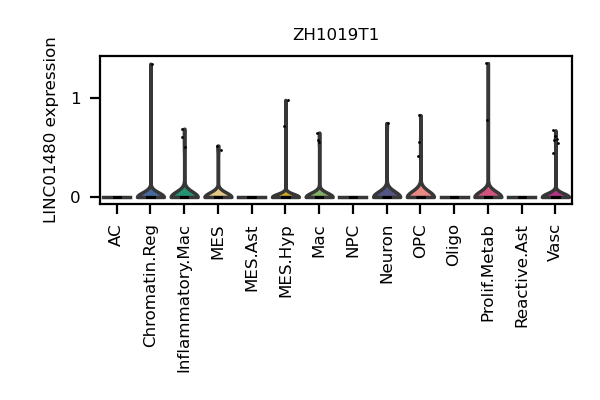 ZH1019T1
LINC01480 expression
1
0
AC
Chromatin.Reg
Inflammatory.Mac
MES
MES.Ast
MES.Hyp
Mac
NPC
Neuron
OPC
Oligo
Prolif.Metab
Reactive.Ast
Vasc